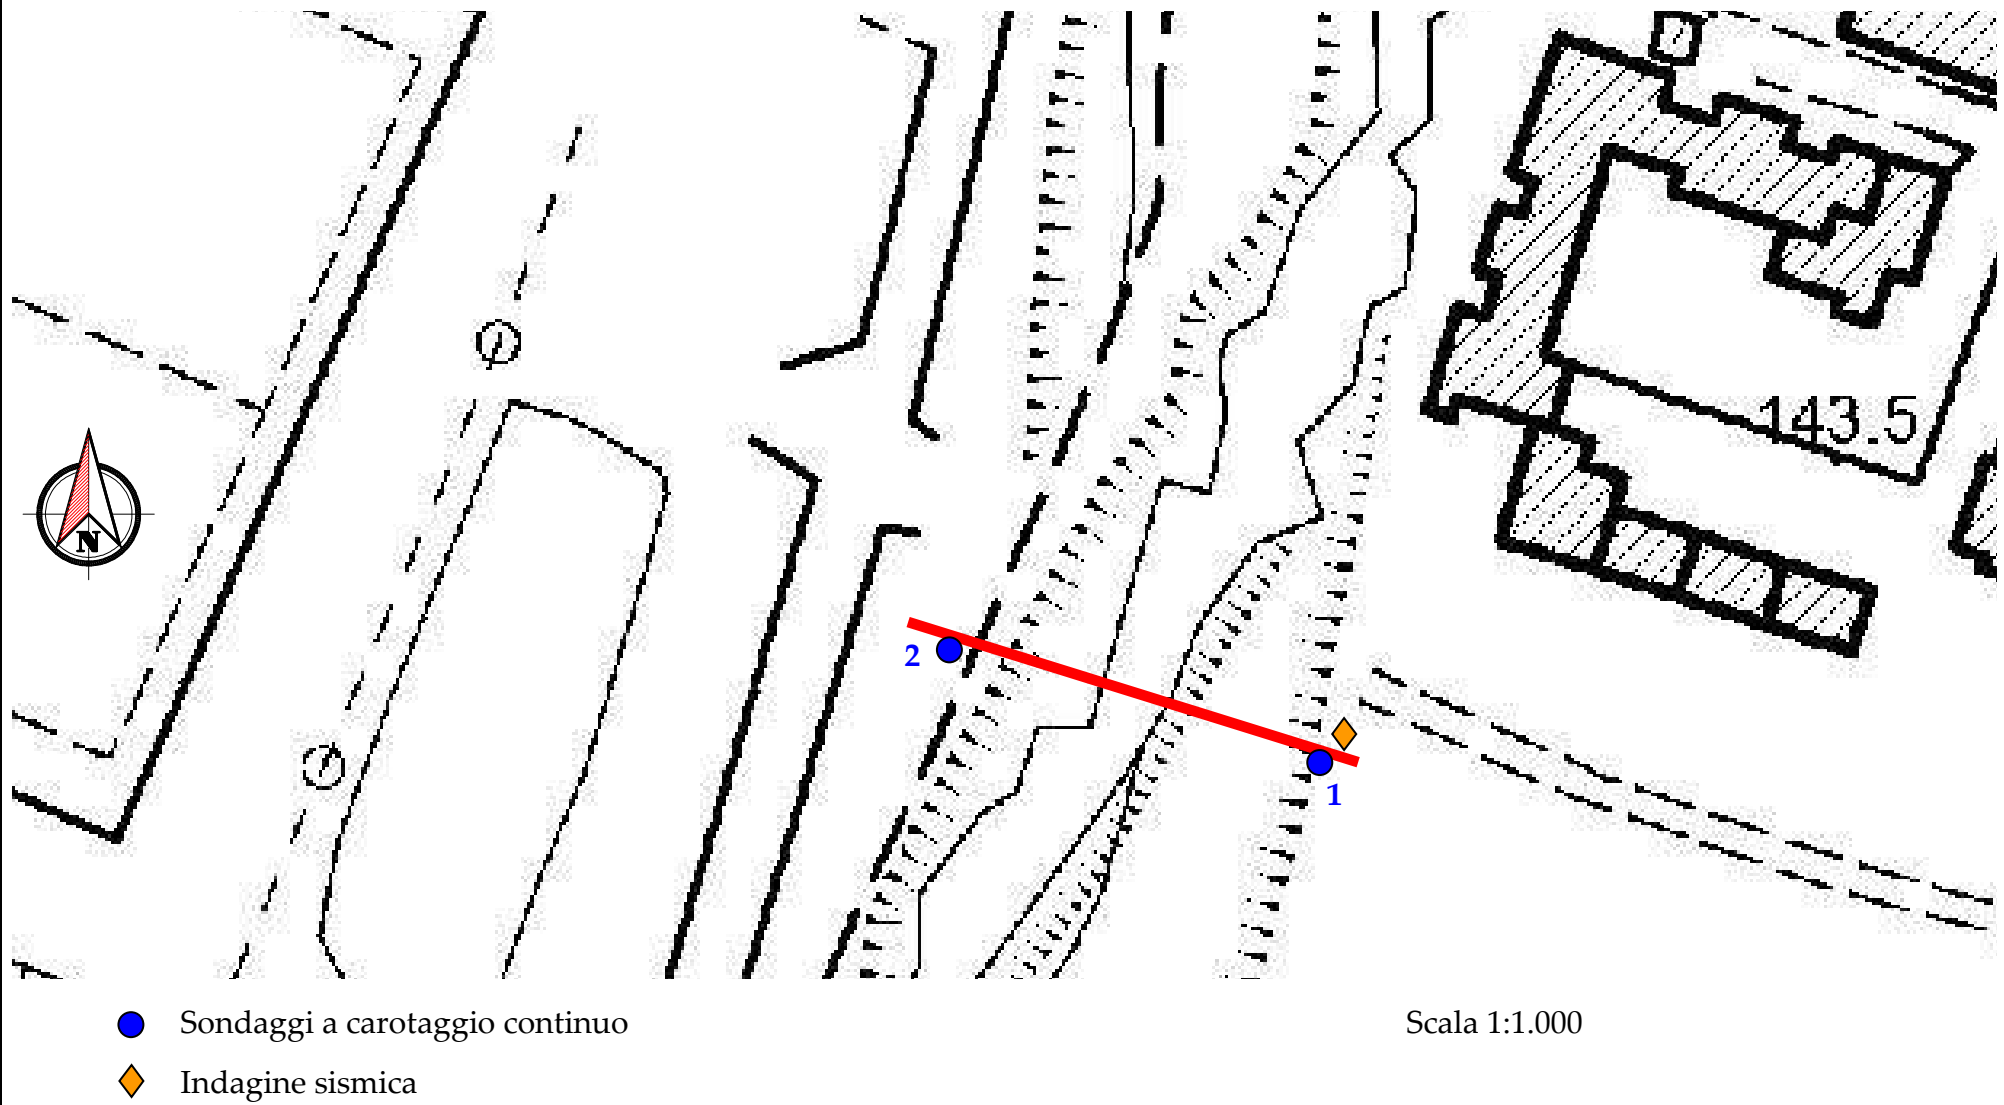 143.5
N
2
1
Sondaggi a carotaggio continuo
Scala 1:1.000
Indagine sismica